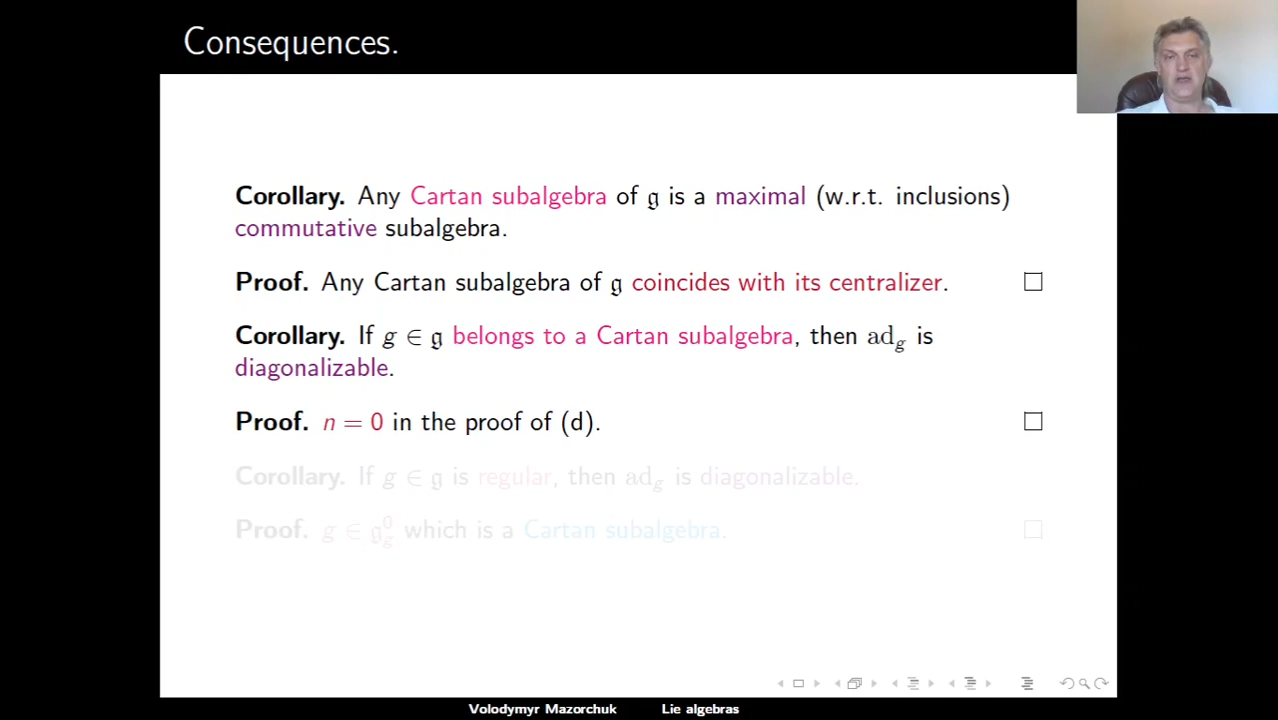 Consequences.
Corollary. Any Cartan subalgebra of 𝔤 is a maximal (w.r.t. inclusions)
commutative subalgebra.
Proof. Any Cartan subalgebra of 𝔤 coincides with its centralizer. □
Corollary. If g ∈ 𝔤 belongs to a Cartan subalgebra, then ad_g is
diagonalizable.
Proof. n = 0 in the proof of (d). □
Corollary. If g ∈ 𝔤 is regular, then ad_g is diagonalizable.
Proof. g ∈ 𝔤_g^0 which is a Cartan subalgebra. □
Volodymyr Mazorchuk Lie algebras